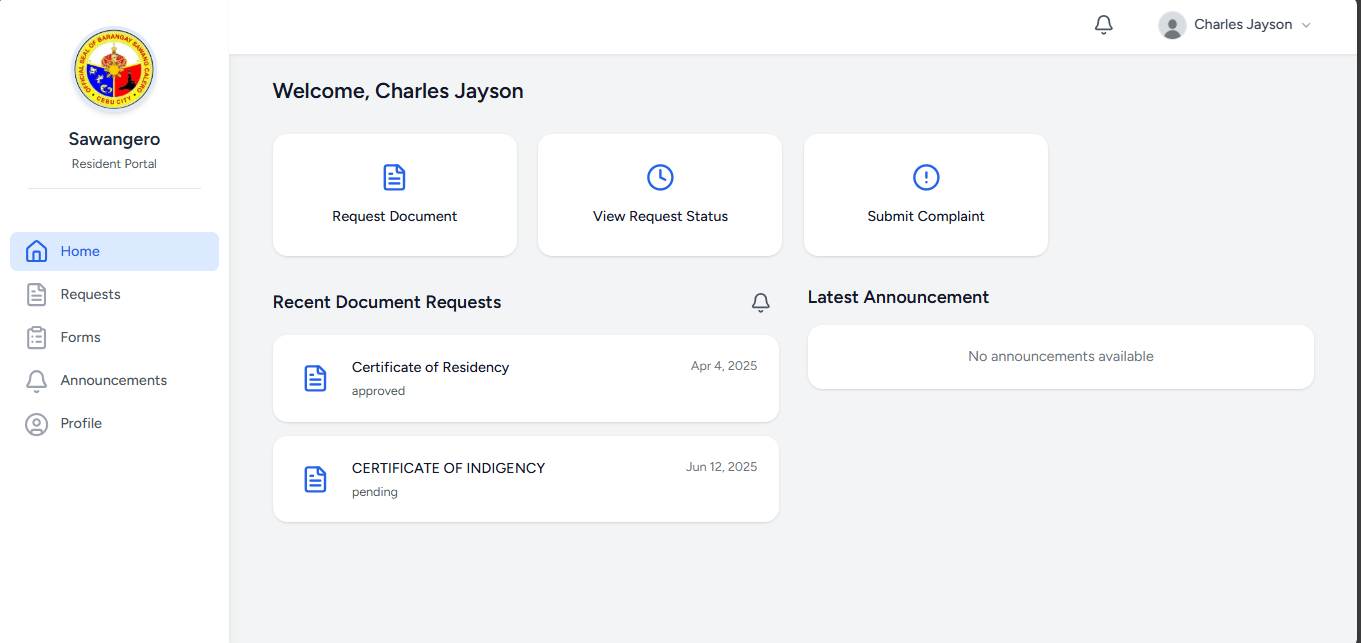 OFFICIAL SEAL OF BARANGAY SAWANG CALERO
CEBU CITY
Sawangero
Resident Portal
Home
Requests
Forms
Announcements
Profile
Charles Jayson
Welcome, Charles Jayson
Request Document
View Request Status
Submit Complaint
Recent Document Requests
Certificate of Residency
Apr 4, 2025
approved
CERTIFICATE OF INDIGENCY
Jun 12, 2025
pending
Latest Announcement
No announcements available